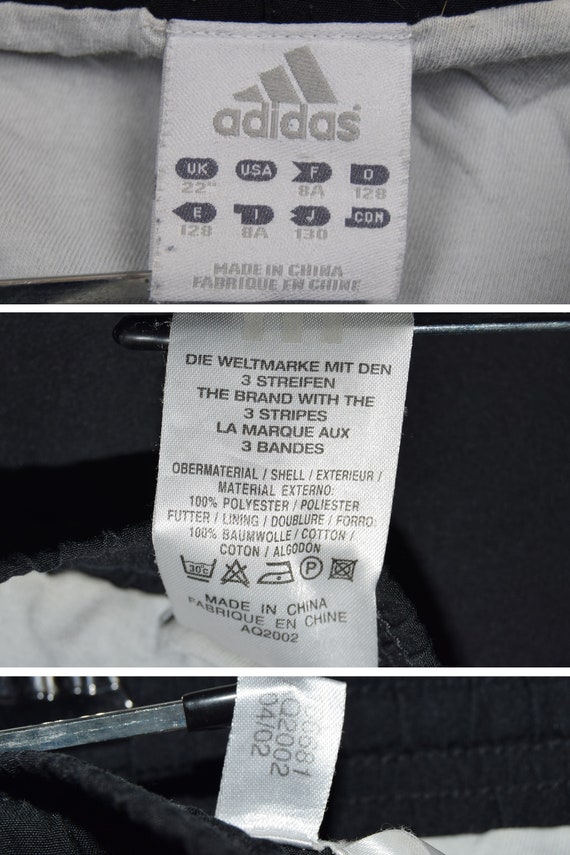 adidas
UK USA F D
22" 8A 128
E I J CDN
128 8A 130
MADE IN CHINA
FABRIQUE EN CHINE
DIE WELTMARKE MIT DEN
3 STREIFEN
THE BRAND WITH THE
3 STRIPES
LA MARQUE AUX
3 BANDES
OBERMATERIAL / SHELL / EXTERIEUR /
MATERIAL EXTERNO:
100% POLYESTER / POLIESTER
FUTTER / LINING / DOUBLURE / FORRO:
100% BAUMWOLLE / COTTON /
COTON / ALGODÓN
30°C P
MADE IN CHINA
FABRIQUE EN CHINE
AQ2002
Q2002
04/02